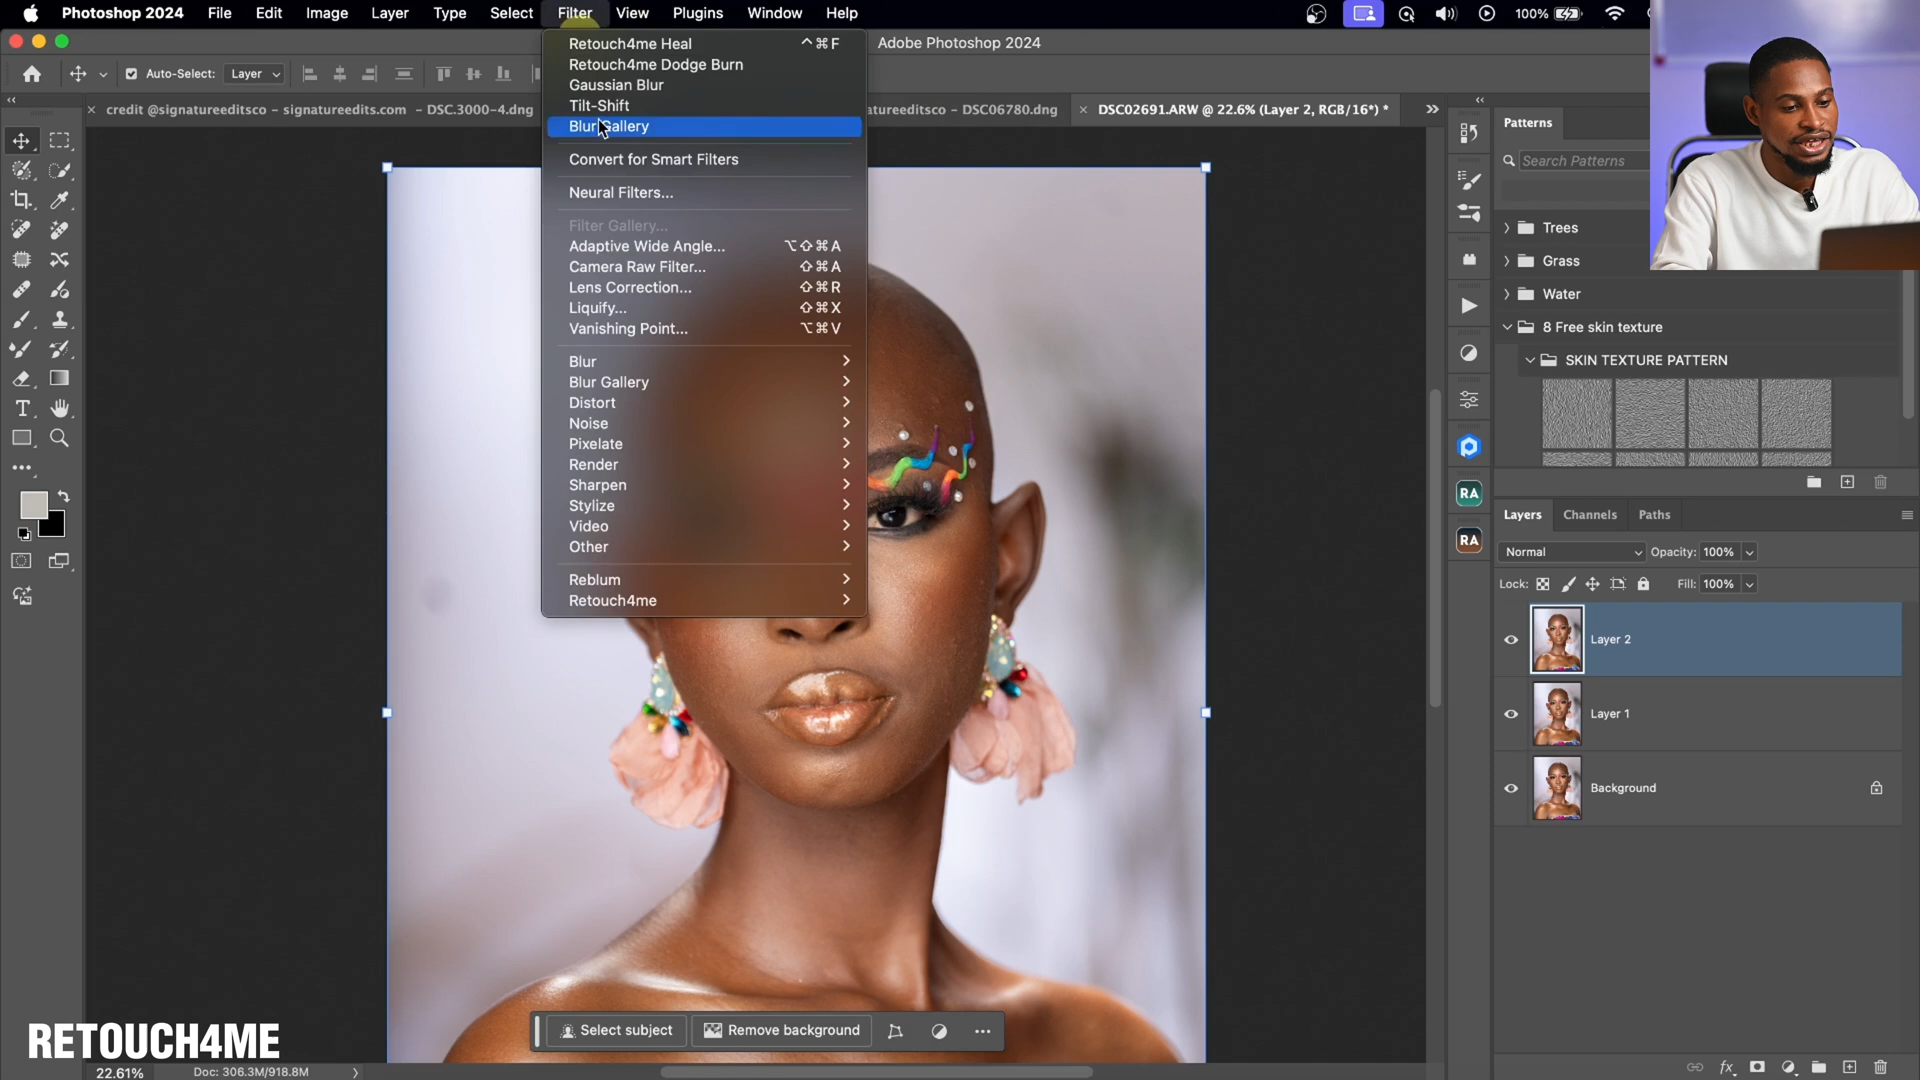 Photoshop 2024 File Edit Image Layer Type Select Filter View Plugins Window Help 100%
Adobe Photoshop 2024
Auto-Select: Layer
credit @signatureeditsco – signatureedits.com – DSC.3000-4.dng
atureeditsco – DSC06780.dng
DSC02691.ARW @ 22.6% (Layer 2, RGB/16*) *
Retouch4me Heal ^⌘F
Retouch4me Dodge Burn
Gaussian Blur
Tilt-Shift
Blur Gallery
Convert for Smart Filters
Neural Filters...
Filter Gallery...
Adaptive Wide Angle... ⌥⇧⌘A
Camera Raw Filter... ⇧⌘A
Lens Correction... ⇧⌘R
Liquify... ⇧⌘X
Vanishing Point... ⌥⌘V
Blur
Blur Gallery
Distort
Noise
Pixelate
Render
Sharpen
Stylize
Video
Other
Reblum
Retouch4me
Patterns
Search Patterns
Trees
Grass
Water
8 Free skin texture
SKIN TEXTURE PATTERN
RA
RA
Layers Channels Paths
Normal Opacity: 100%
Lock: Fill: 100%
Layer 2
Layer 1
Background
Select subject Remove background
RETOUCH4ME
22.61% Doc: 306.3M/918.8M